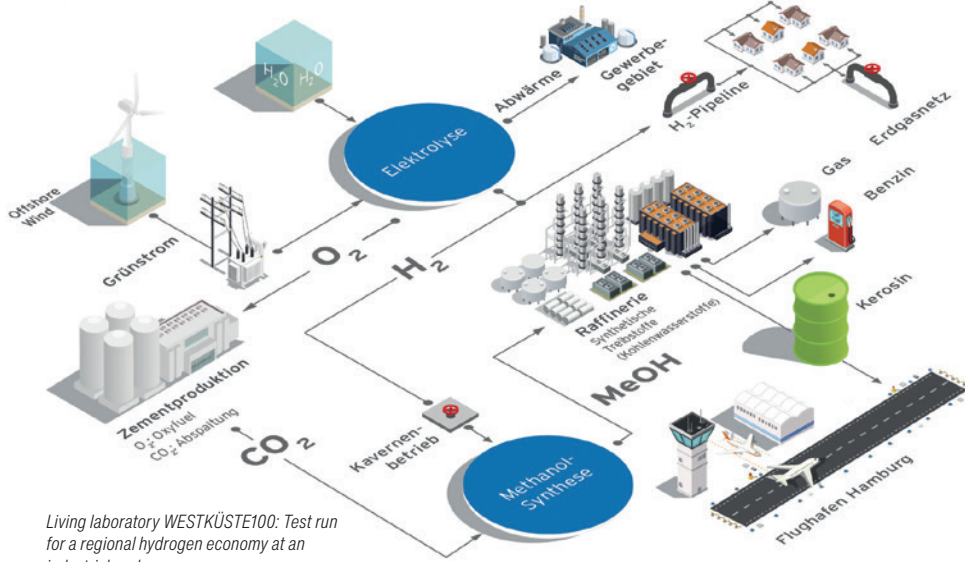 H₂O
H₂O
Elektrolyse
Abwärme
Gewerbe-
gebiet
H₂-Pipeline
Erdgasnetz
Offshore
Wind
Grünstrom
O₂
H₂
Gas
Benzin
Kerosin
Raffinerie
Synthetische
Treibstoffe
(Kohlenwasserstoffe)
Zementproduktion
O₂: Oxyfuel
CO₂: Abspaltung
CO₂
Kavernen-
betrieb
MeOH
Methanol-
Synthese
Flughafen Hamburg
Living laboratory WESTKÜSTE100: Test run
for a regional hydrogen economy at an